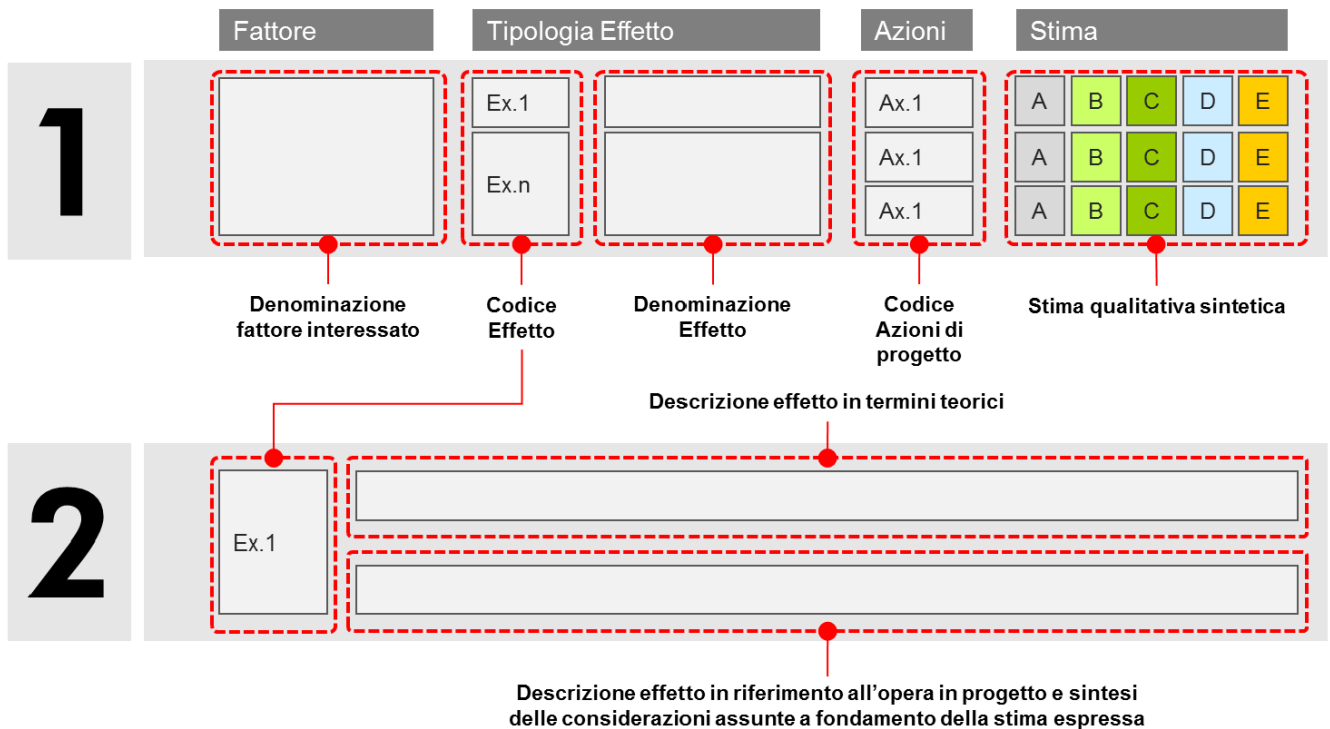 Fattore
Tipologia Effetto
Azioni
Stima
1
Ex.1
Ax.1
A B C D E
Ex.n
Ax.1
A B C D E
Ax.1
A B C D E
Denominazione
fattore interessato
Codice
Effetto
Denominazione
Effetto
Codice
Azioni di
progetto
Stima qualitativa sintetica
Descrizione effetto in termini teorici
2
Ex.1
Descrizione effetto in riferimento all'opera in progetto e sintesi
delle considerazioni assunte a fondamento della stima espressa